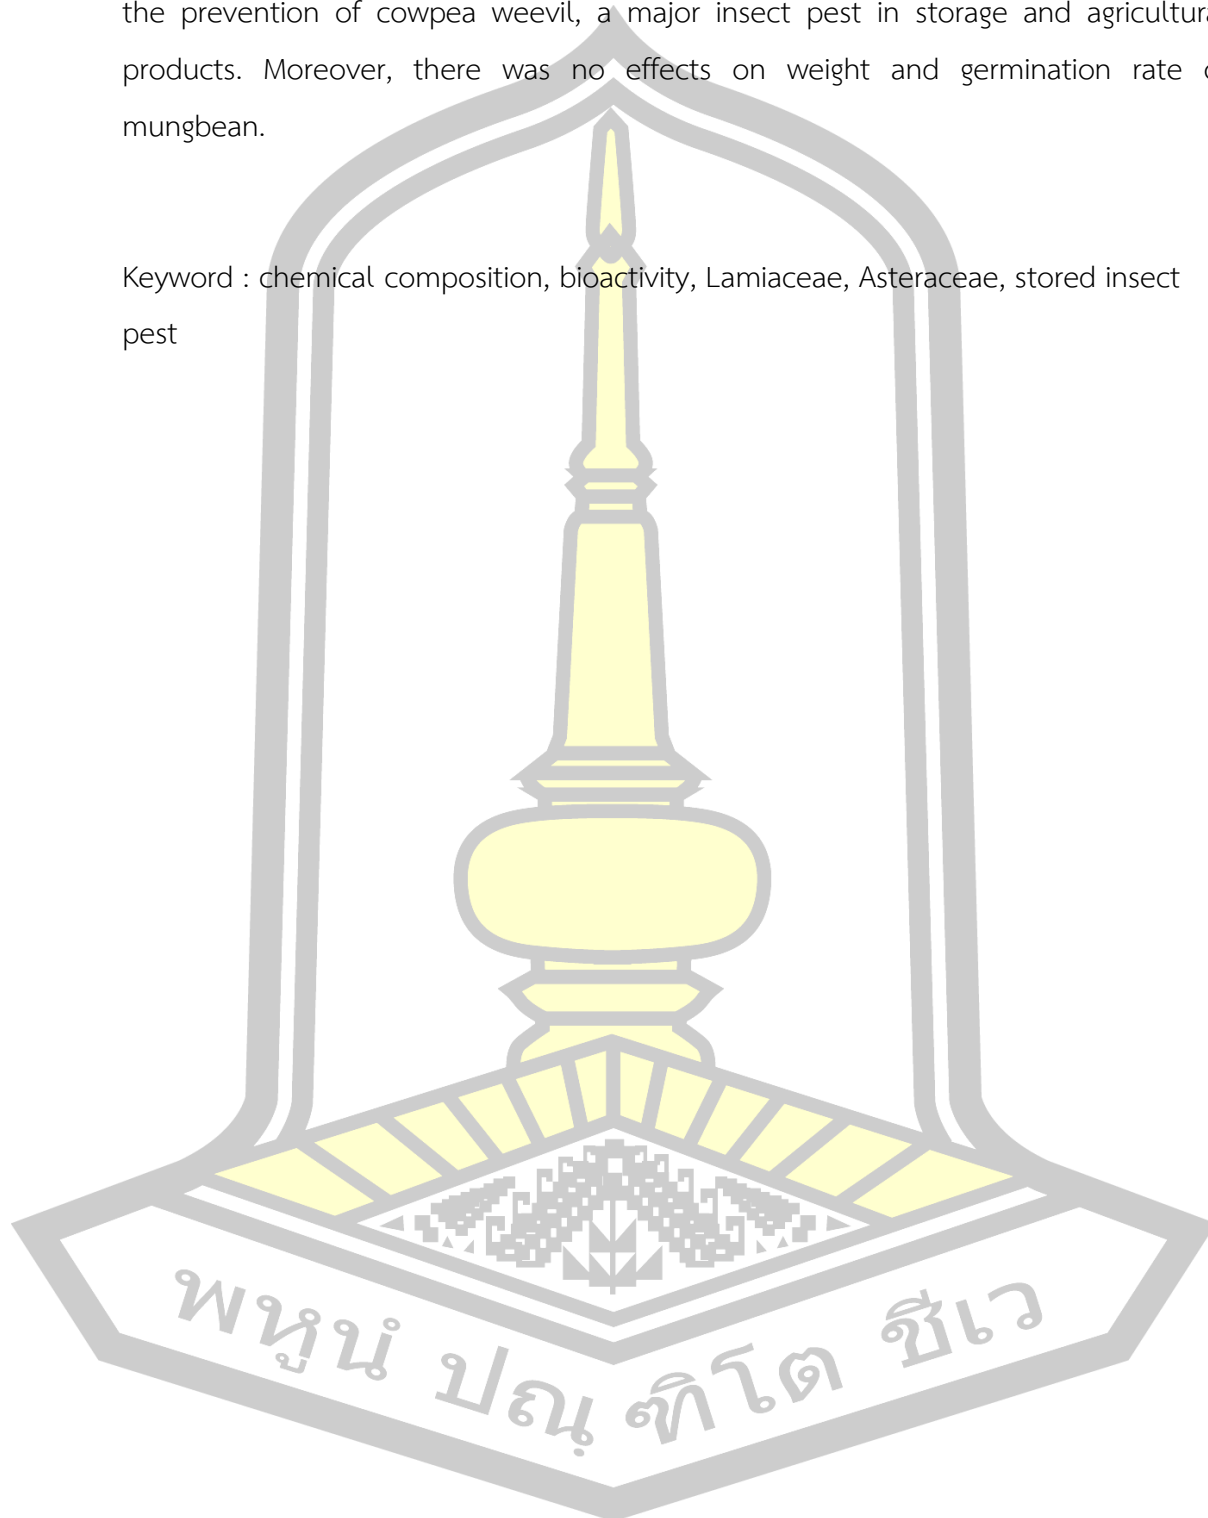 the prevention of cowpea weevil, a major insect pest in storage and agricultura
products. Moreover, there was no effects on weight and germination rate
mungbean.
Keyword : chemical composition, bioactivity, Lamiaceae, Asteraceae, stored insect
pest
พหูนํ ปณฺฑิโต ชีเว